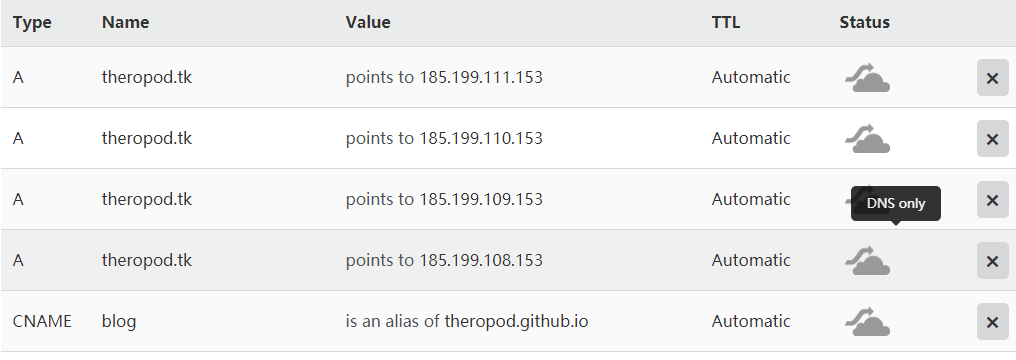 Type Name Value TTL Status
A theropod.tk points to 185.199.111.153 Automatic
A theropod.tk points to 185.199.110.153 Automatic
A theropod.tk points to 185.199.109.153 Automatic
DNS only
A theropod.tk points to 185.199.108.153 Automatic
CNAME blog is an alias of theropod.github.io Automatic